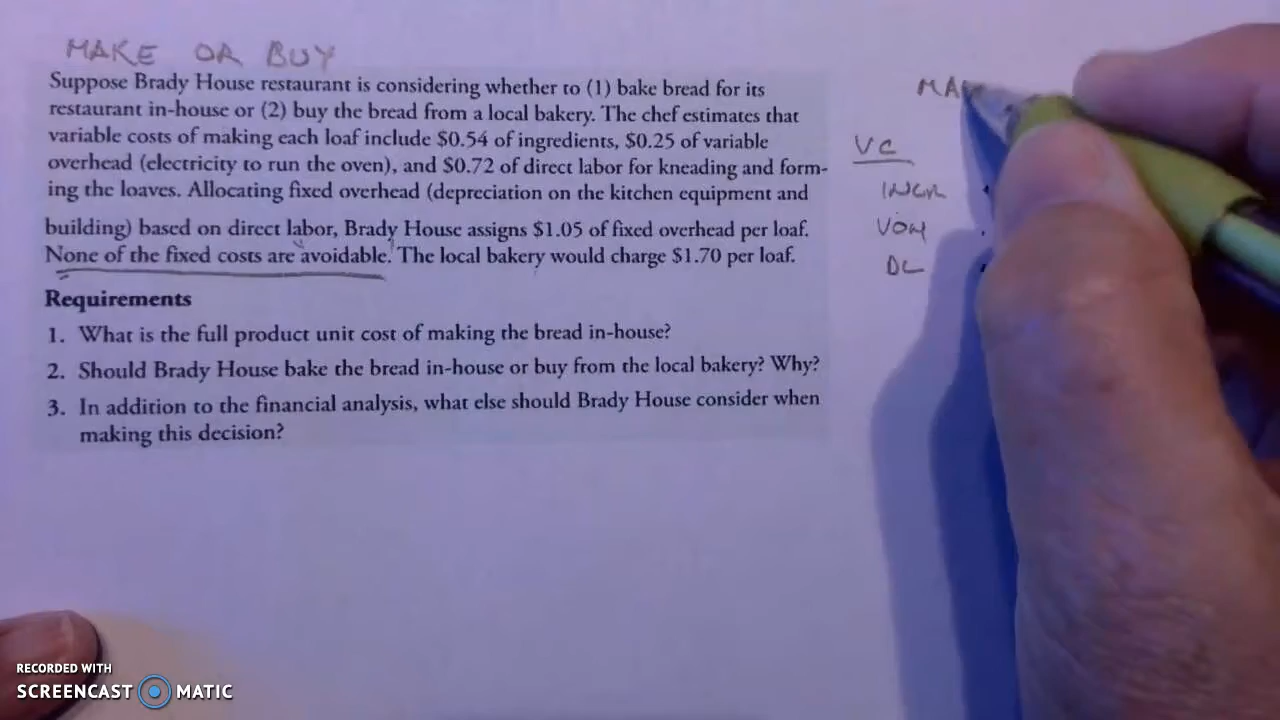 MAKE OR BUY
Suppose Brady House restaurant is considering whether to (1) bake bread for its
restaurant in-house or (2) buy the bread from a local bakery. The chef estimates that
variable costs of making each loaf include $0.54 of ingredients, $0.25 of variable
overhead (electricity to run the oven), and $0.72 of direct labor for kneading and form-
ing the loaves. Allocating fixed overhead (depreciation on the kitchen equipment and
building) based on direct labor, Brady House assigns $1.05 of fixed overhead per loaf.
None of the fixed costs are avoidable. The local bakery would charge $1.70 per loaf.
Requirements
1. What is the full product unit cost of making the bread in-house?
2. Should Brady House bake the bread in-house or buy from the local bakery? Why?
3. In addition to the financial analysis, what else should Brady House consider when
making this decision?
MA
VC
INGR
VOH
DL
RECORDED WITH
SCREENCAST MATIC